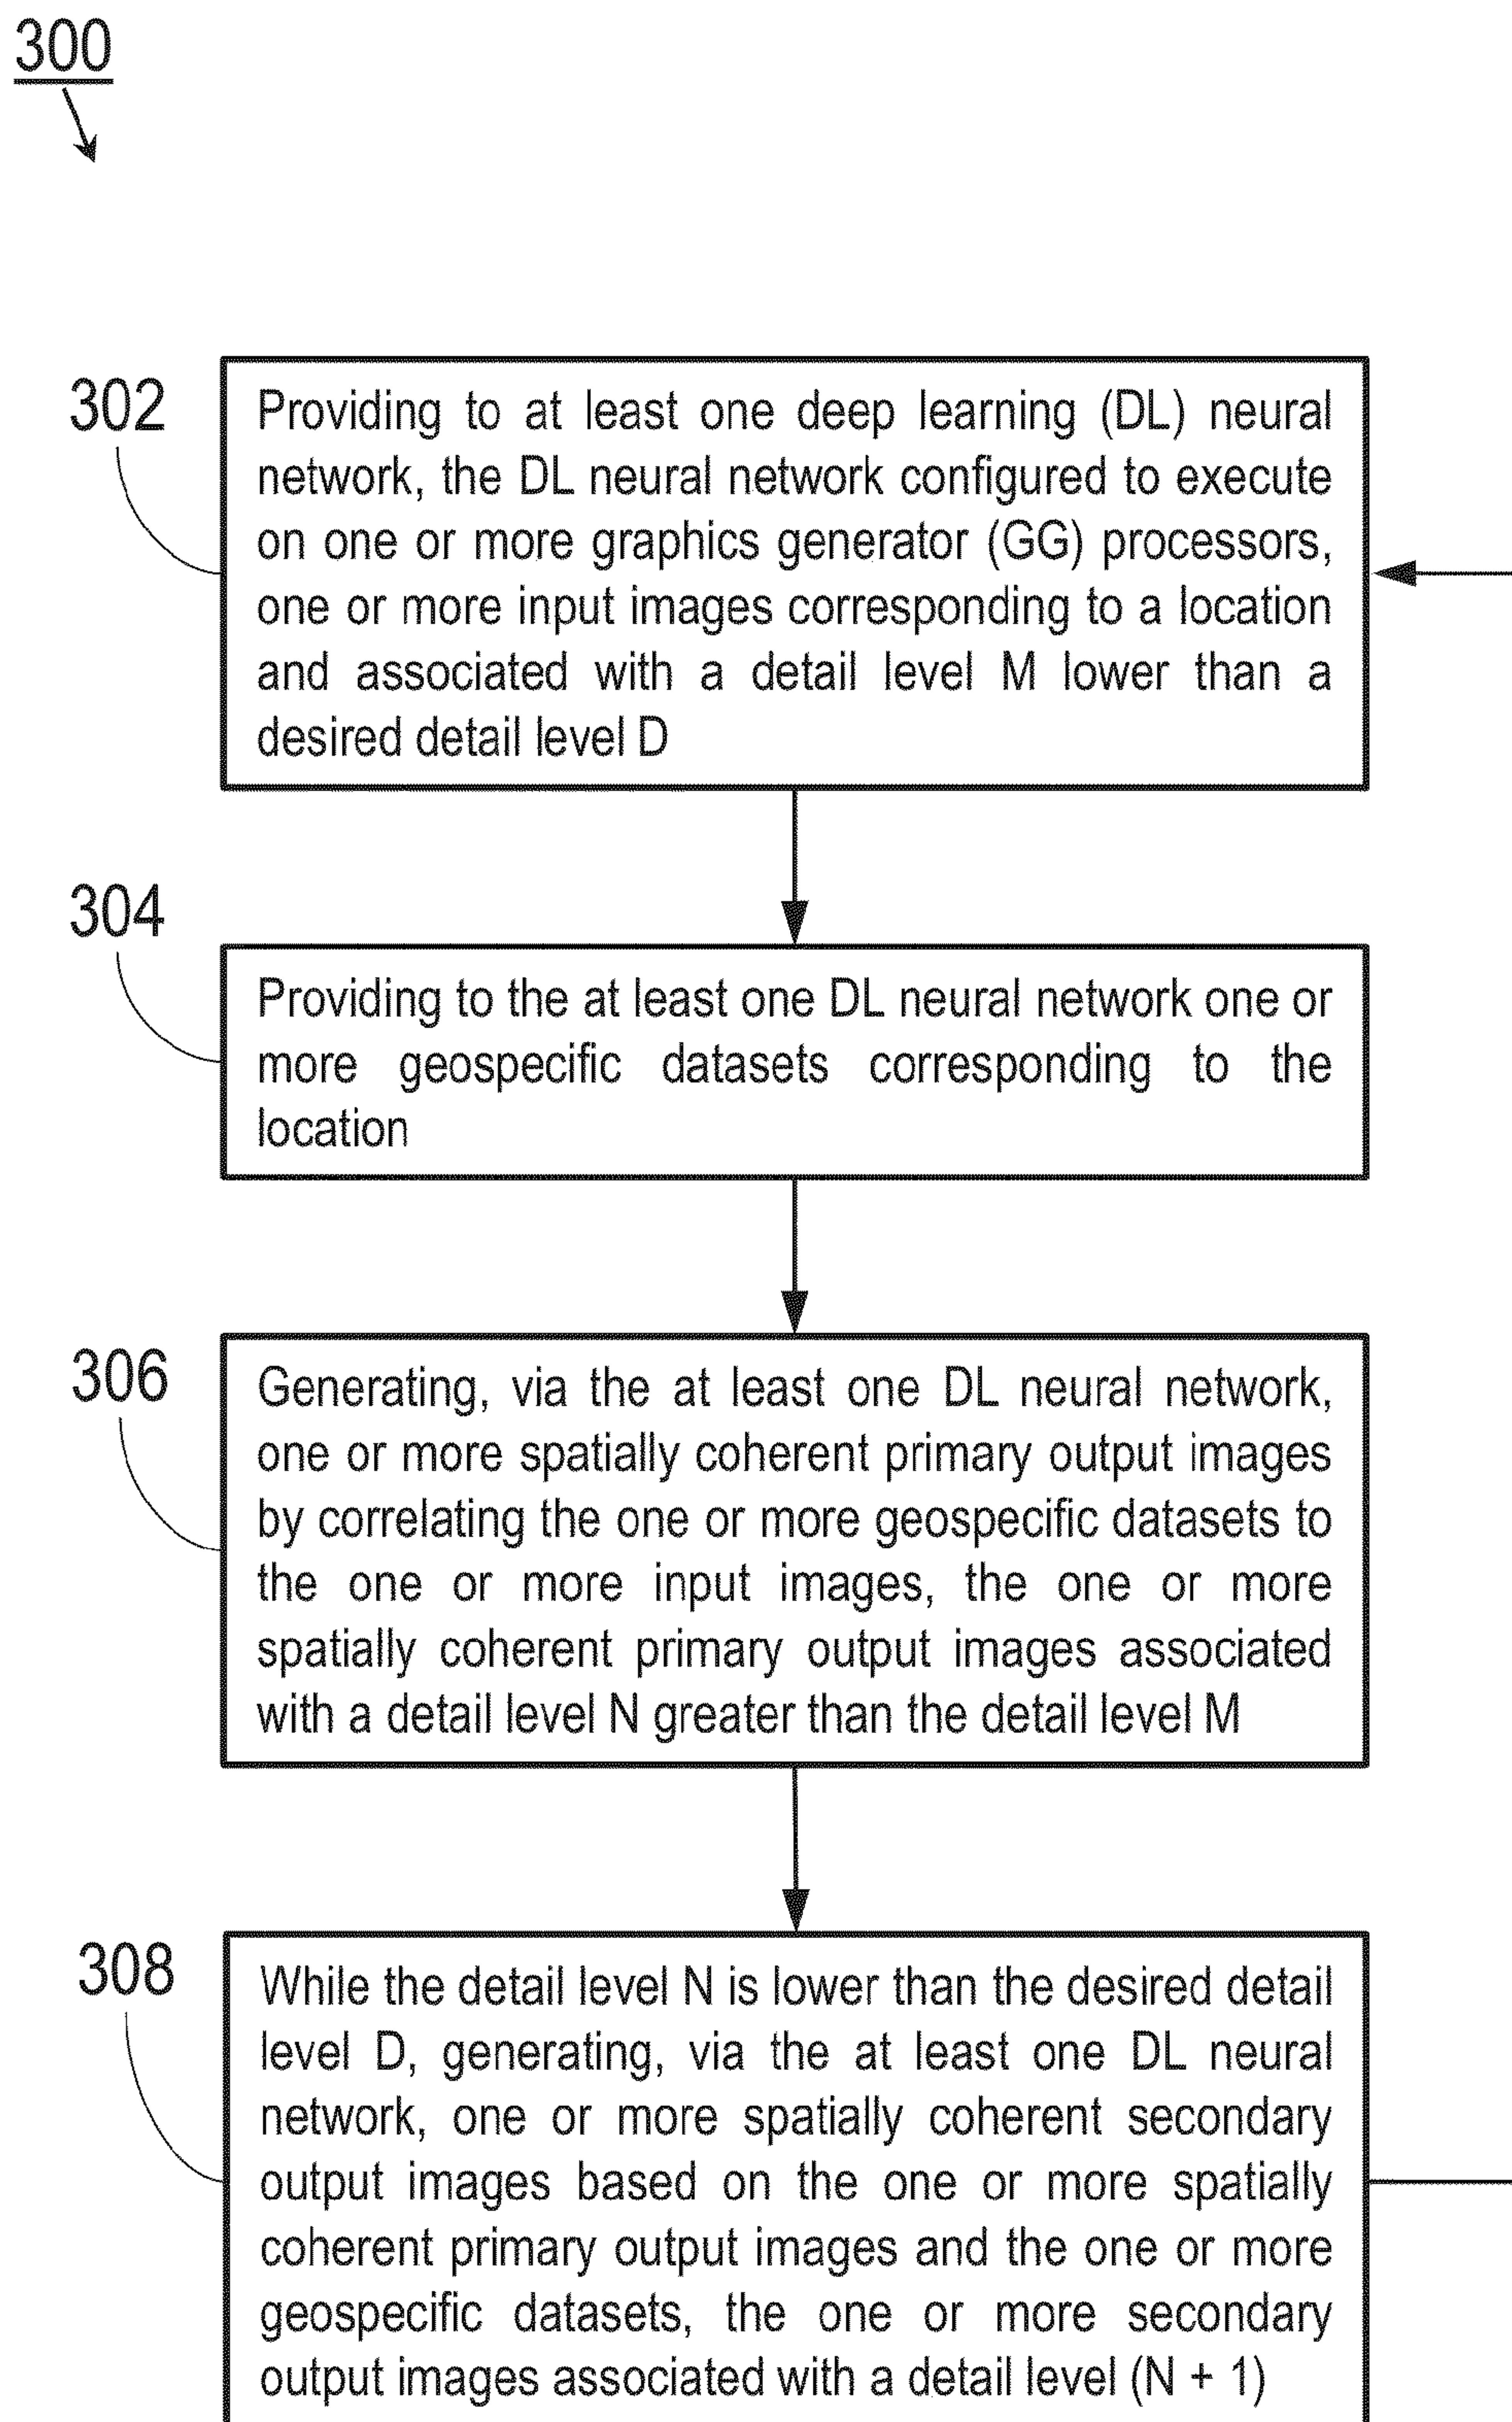 300
302
Providing to at least one deep learning (DL) neural
network, the DL neural network configured to execute
on one or more graphics generator (GG) processors,
one or more input images corresponding to a location
and associated with a detail level M lower than a
desired detail level D
304
Providing to the at least one DL neural network one or
more geospecific datasets corresponding to the
location
306
Generating, via the at least one DL neural network,
one or more spatially coherent primary output images
by correlating the one or more geospecific datasets to
the one or more input images, the one or more
spatially coherent primary output images associated
with a detail level N greater than the detail level M
308
While the detail level N is lower than the desired detail
level D, generating, via the at least one DL neural
network, one or more spatially coherent secondary
output images based on the one or more spatially
coherent primary output images and the one or more
geospecific datasets, the one or more secondary
output images associated with a detail level (N + 1)